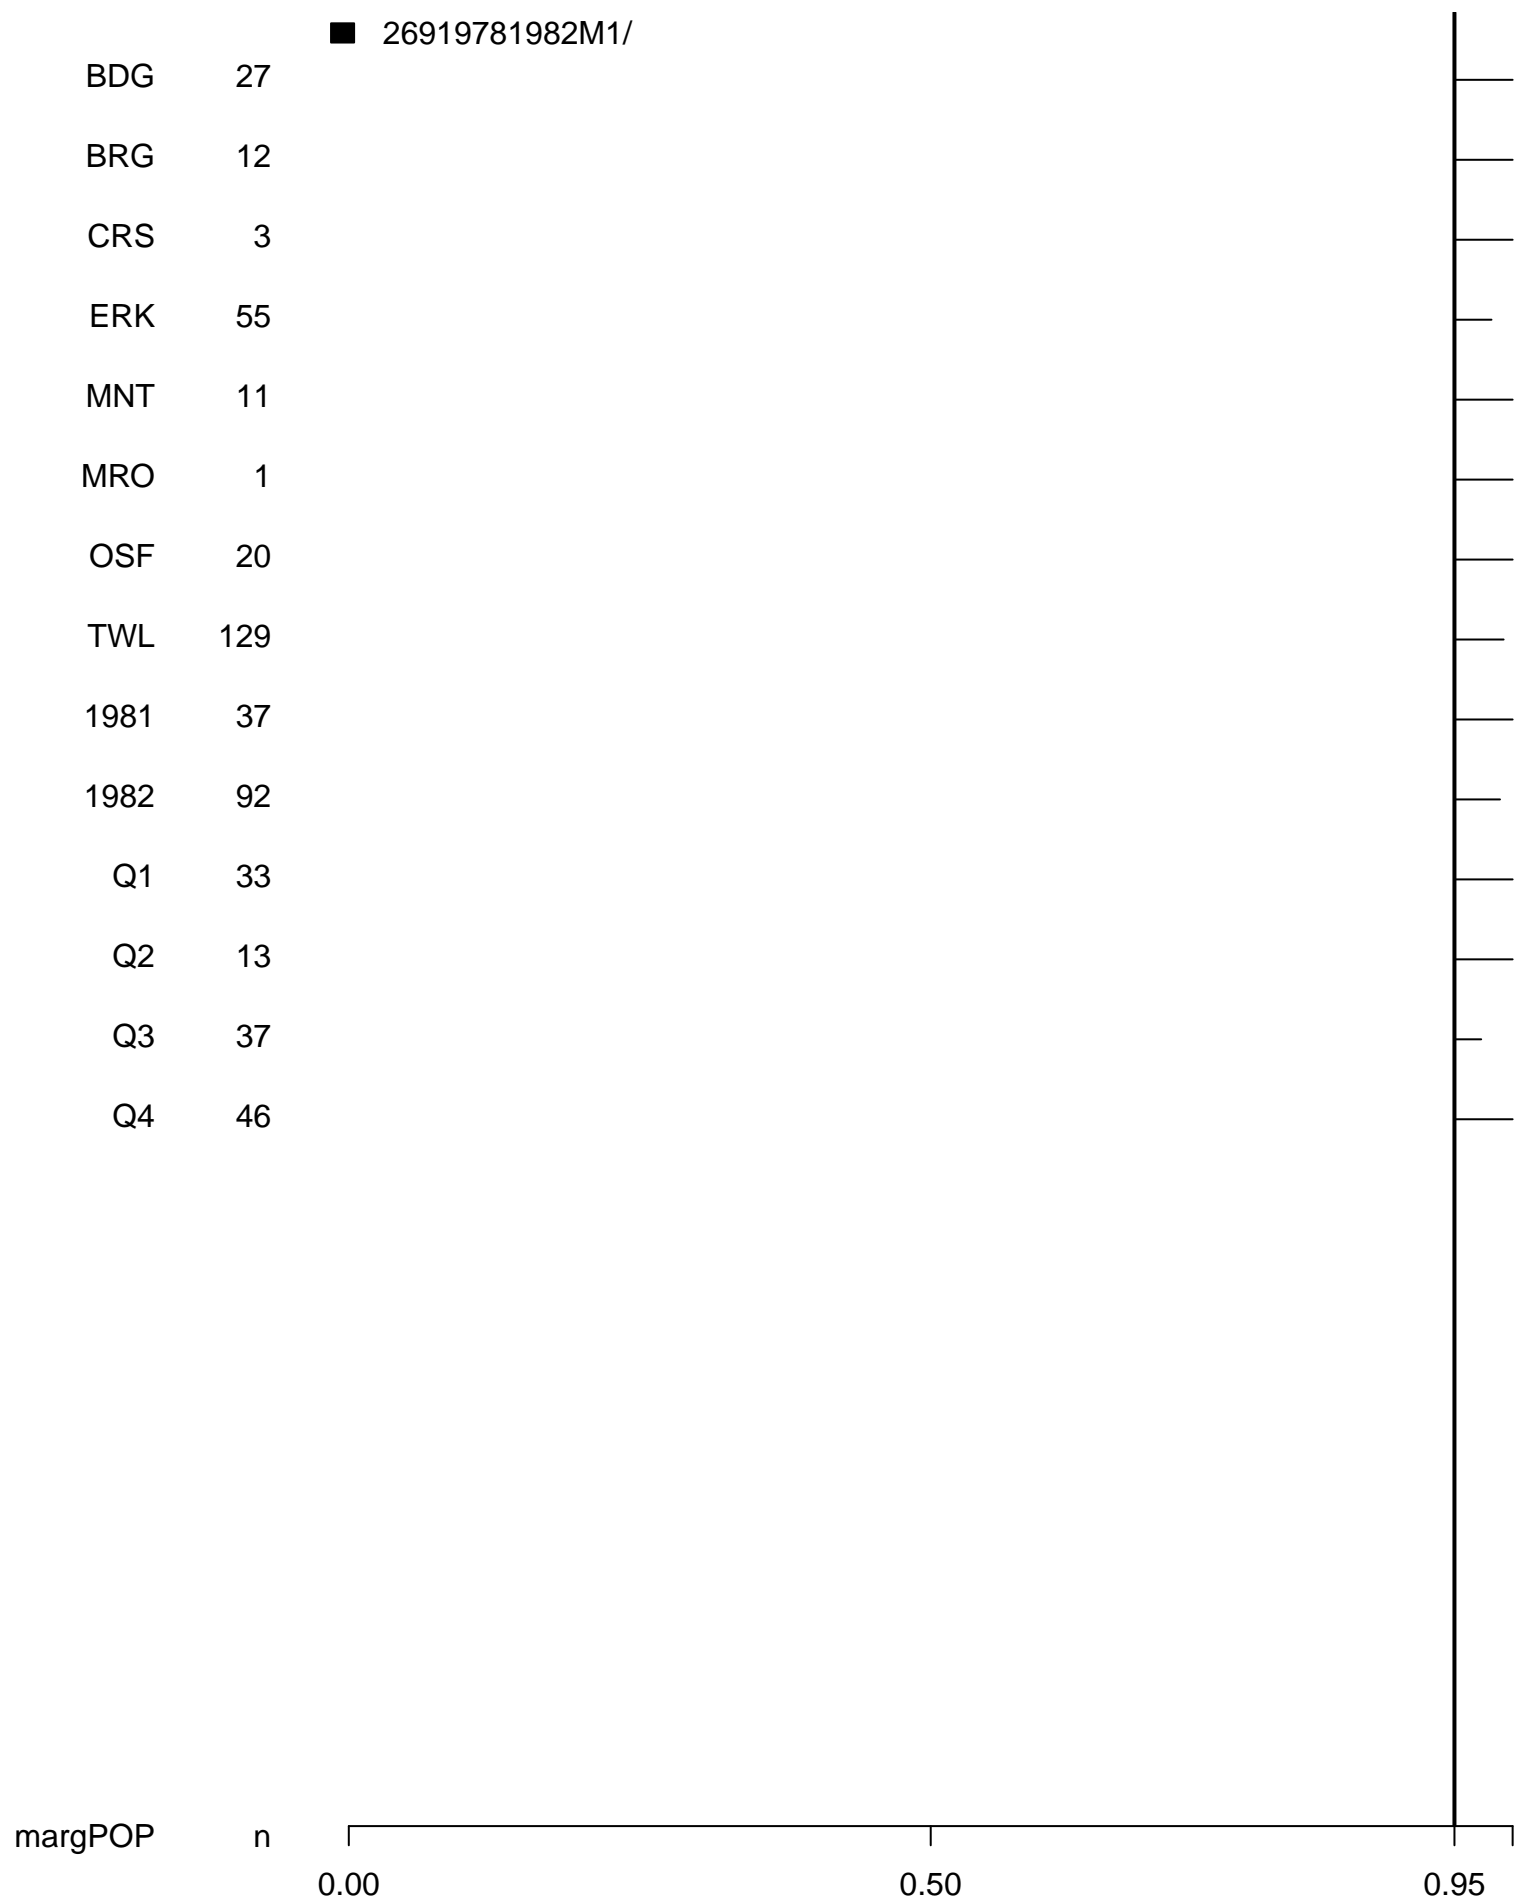 26919781982M1/
BDG 27
BRG 12
CRS 3
ERK 55
MNT 11
MRO 1
OSF 20
TWL 129
1981 37
1982 92
Q1 33
Q2 13
Q3 37
Q4 46
margPOP n
0.00 0.50 0.95